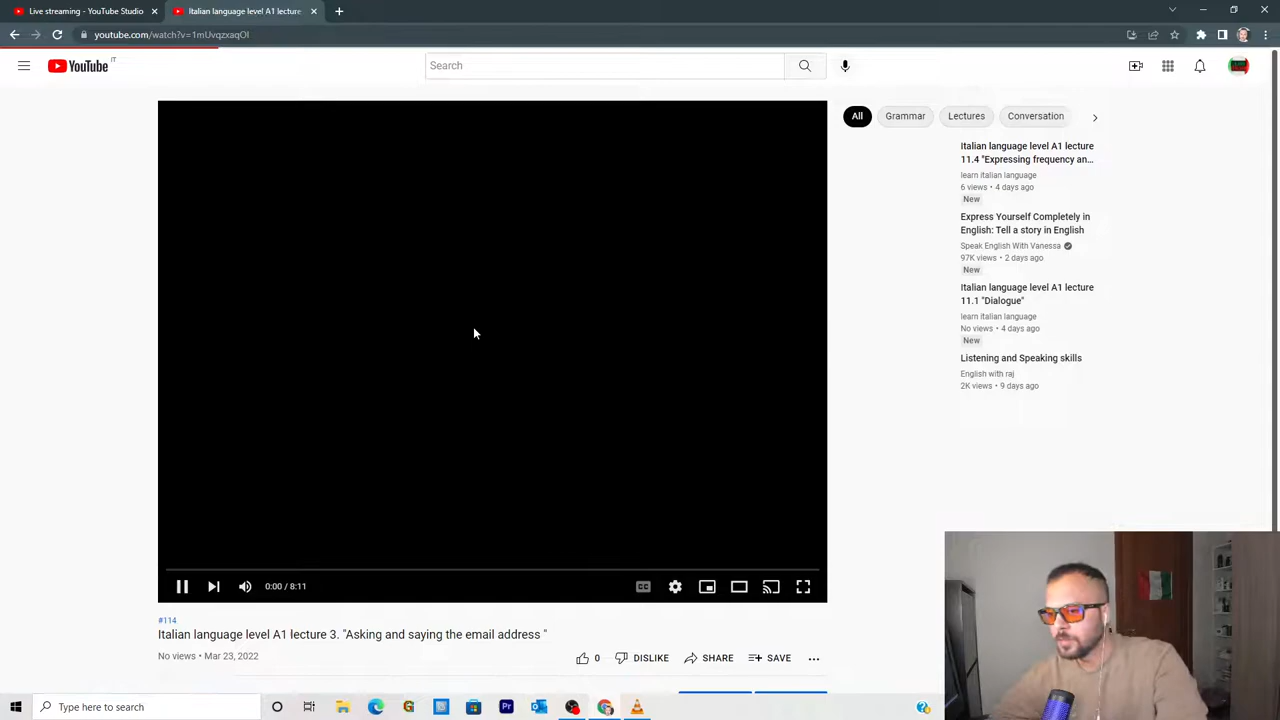 Live streaming - YouTube Studio
Italian language level A1 lecture
youtube.com/watch?v=1mUvqzxaqOI
YouTube IT
Search
All Grammar Lectures Conversation
Italian language level A1 lecture
11.4 "Expressing frequency an...
learn italian language
6 views • 4 days ago
New
Express Yourself Completely in
English: Tell a story in English
Speak English With Vanessa
97K views • 2 days ago
New
Italian language level A1 lecture
11.1 "Dialogue"
learn italian language
No views • 4 days ago
New
Listening and Speaking skills
English with raj
2K views • 9 days ago
0:00 / 8:11
CC
#114
Italian language level A1 lecture 3. "Asking and saying the email address "
No views • Mar 23, 2022
0 DISLIKE SHARE SAVE
Type here to search
Pr